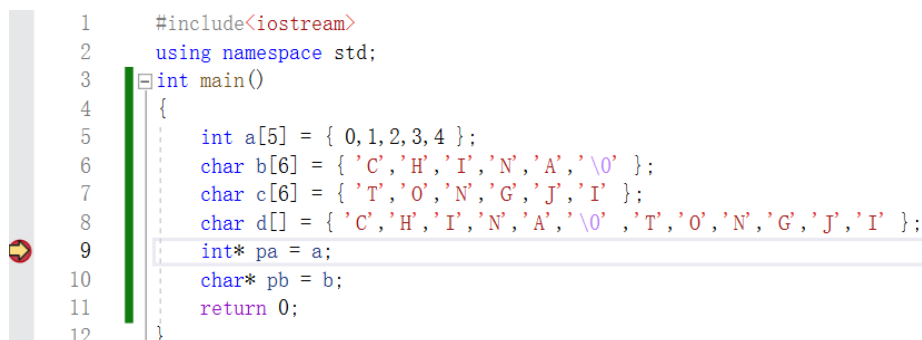 1 #include<iostream>
2 using namespace std;
3 int main()
4 {
5 int a[5] = { 0,1,2,3,4 };
6 char b[6] = { 'C','H','I','N','A','\0' };
7 char c[6] = { 'T','O','N','G','J','I' };
8 char d[] = { 'C','H','I','N','A','\0' ,'T','O','N','G','J','I' };
9 int* pa = a;
10 char* pb = b;
11 return 0;
12 }